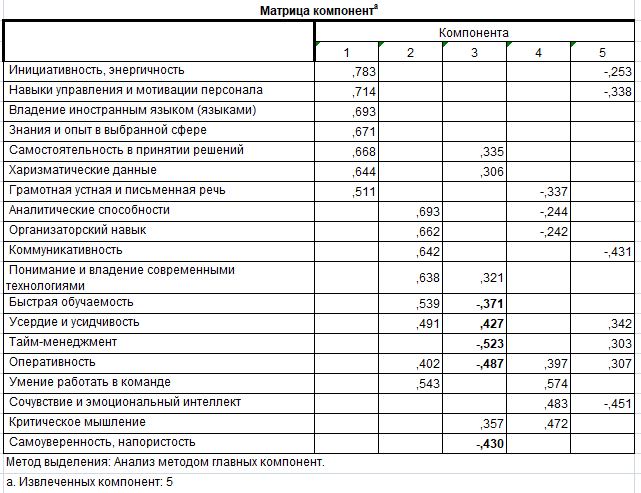 Матрица компонентᵃ
Компонента
1 2 3 4 5
Инициативность, энергичность ,783 -,253
Навыки управления и мотивации персонала ,714 -,338
Владение иностранным языком (языками) ,693
Знания и опыт в выбранной сфере ,671
Самостоятельность в принятии решений ,668 ,335
Харизматические данные ,644 ,306
Грамотная устная и письменная речь ,511 -,337
Аналитические способности ,693 -,244
Организаторский навык ,662 -,242
Коммуникативность ,642 -,431
Понимание и владение современными
технологиями ,638 ,321
Быстрая обучаемость ,539 -,371
Усердие и усидчивость ,491 ,427 ,342
Тайм-менеджмент -,523 ,303
Оперативность ,402 -,487 ,397 ,307
Умение работать в команде ,543 ,574
Сочувствие и эмоциональный интеллект ,483 -,451
Критическое мышление ,357 ,472
Самоуверенность, напористость -,430
Метод выделения: Анализ методом главных компонент.
a. Извлеченных компонент: 5